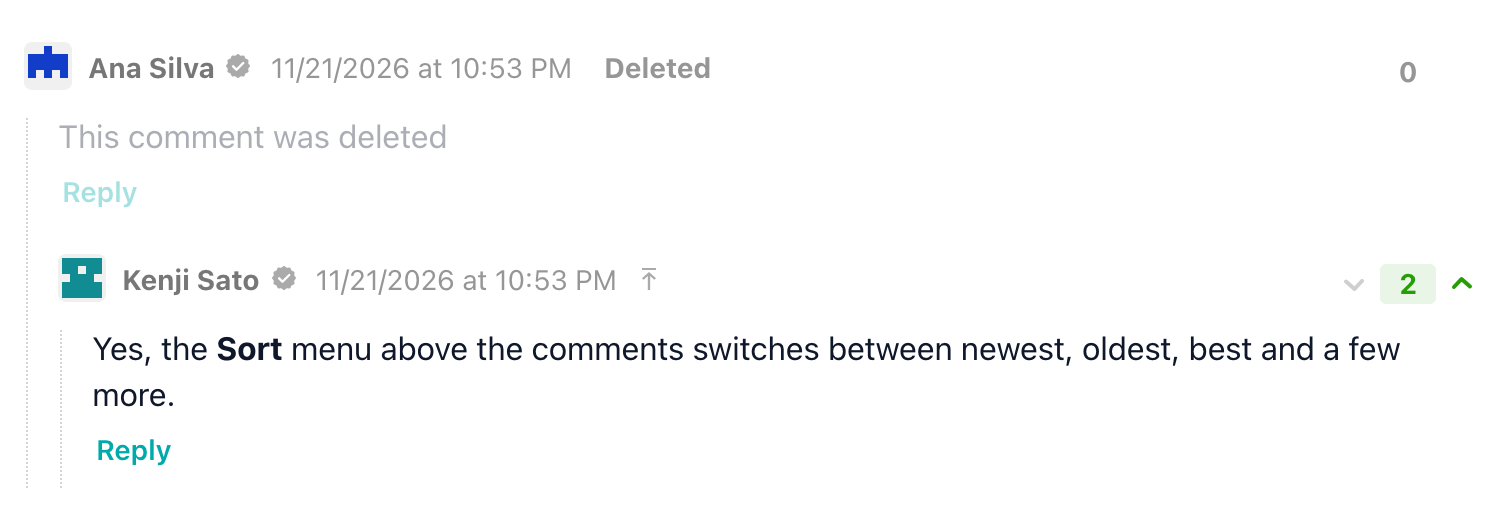 Ana Silva 11/21/2026 at 10:53 PM Deleted 0
This comment was deleted
Reply
Kenji Sato 11/21/2026 at 10:53 PM 2
Yes, the Sort menu above the comments switches between newest, oldest, best and a few
more.
Reply